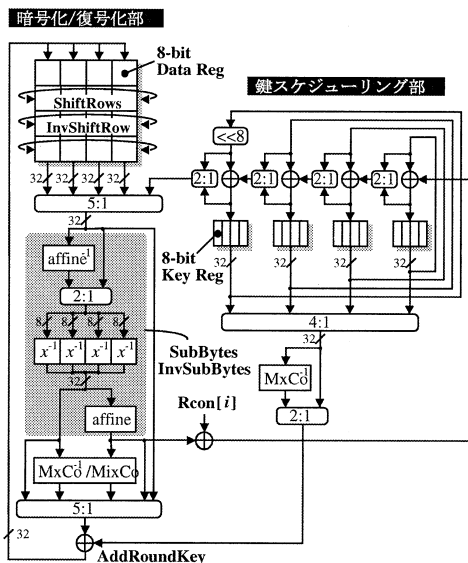 暗号化/復号化部
8-bit
Data Reg
ShiftRows
InvShiftRow
32 32 32 32
5:1
32
affine⁻¹
2:1
8 8 8 8
x⁻¹ x⁻¹ x⁻¹ x⁻¹
32
SubBytes
InvSubBytes
affine
MxCo⁻¹/MixCo
5:1
32
AddRoundKey
鍵スケジューリング部
<<8
2:1 2:1 2:1 2:1
8-bit
Key Reg
32 32 32 32
4:1
32
MxCo⁻¹
2:1
Rcon[i]